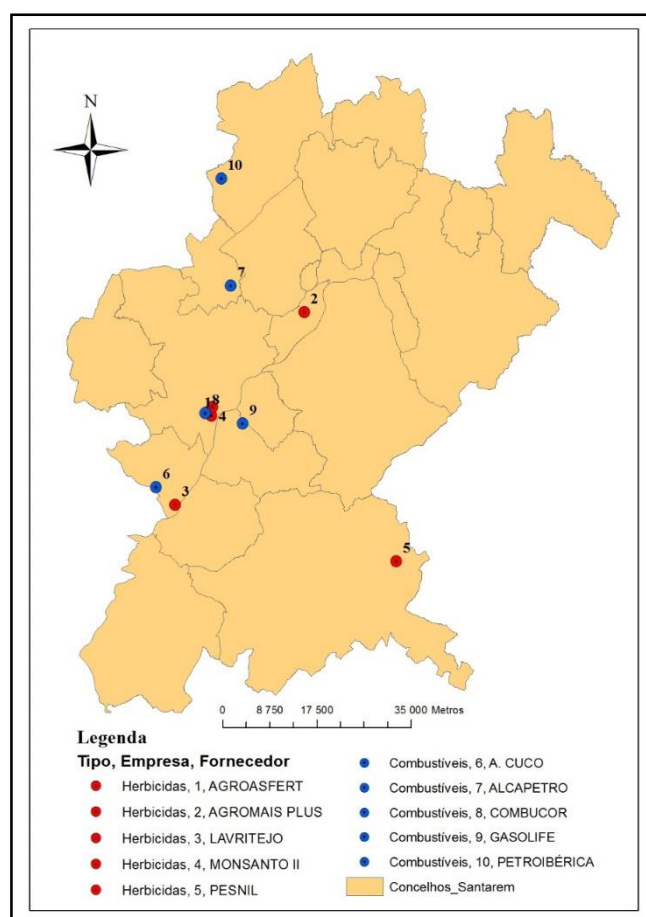 N
10
7
2
18
4
9
6
3
5
0 8 750 17 500 35 000 Metros
Legenda
Tipo, Empresa, Fornecedor
Herbicidas, 1, AGROASFERT
Herbicidas, 2, AGROMAIS PLUS
Herbicidas, 3, LAVRITEJO
Herbicidas, 4, MONSANTO II
Herbicidas, 5, PESNIL
Combustíveis, 6, A. CUCO
Combustíveis, 7, ALCAPETRO
Combustíveis, 8, COMBUCOR
Combustíveis, 9, GASOLIFE
Combustíveis, 10, PETROIBÉRICA
Concelhos_Santarem